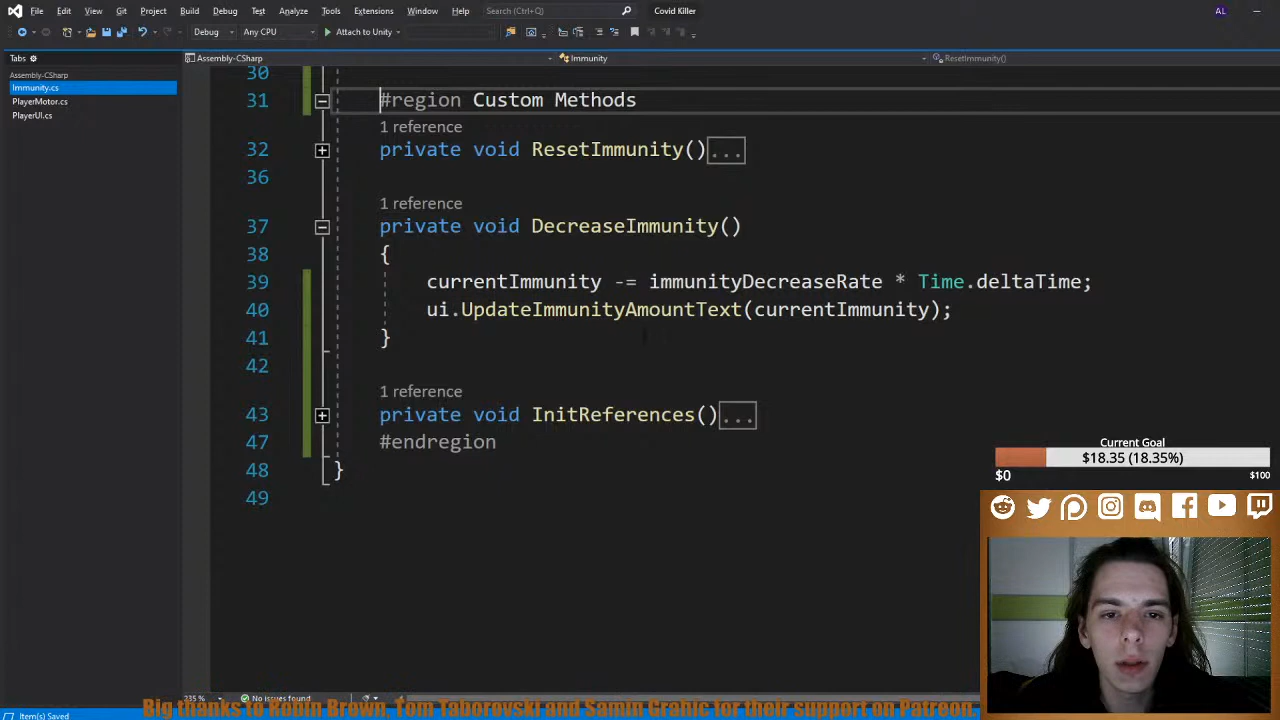 File Edit View Git Project Build Debug Test Analyze Tools Extensions Window Help Search (Ctrl+Q) Covid Killer AL
Debug Any CPU Attach to Unity
Tabs
Assembly-CSharp Immunity ResetImmunity()
Assembly-CSharp
Immunity.cs
PlayerMotor.cs
PlayerUI.cs
30
31 #region Custom Methods
1 reference
32 private void ResetImmunity()...
36
1 reference
37 private void DecreaseImmunity()
38 {
39 currentImmunity -= immunityDecreaseRate * Time.deltaTime;
40 ui.UpdateImmunityAmountText(currentImmunity);
41 }
42
1 reference
43 private void InitReferences()...
47 #endregion
48 }
49
Current Goal
$18.35 (18.35%)
$0 $100
235 % No issues found
Big thanks to Robin Brown, Tom Taborovski and Samin Grahic for their support on Patreon.
Item(s) Saved